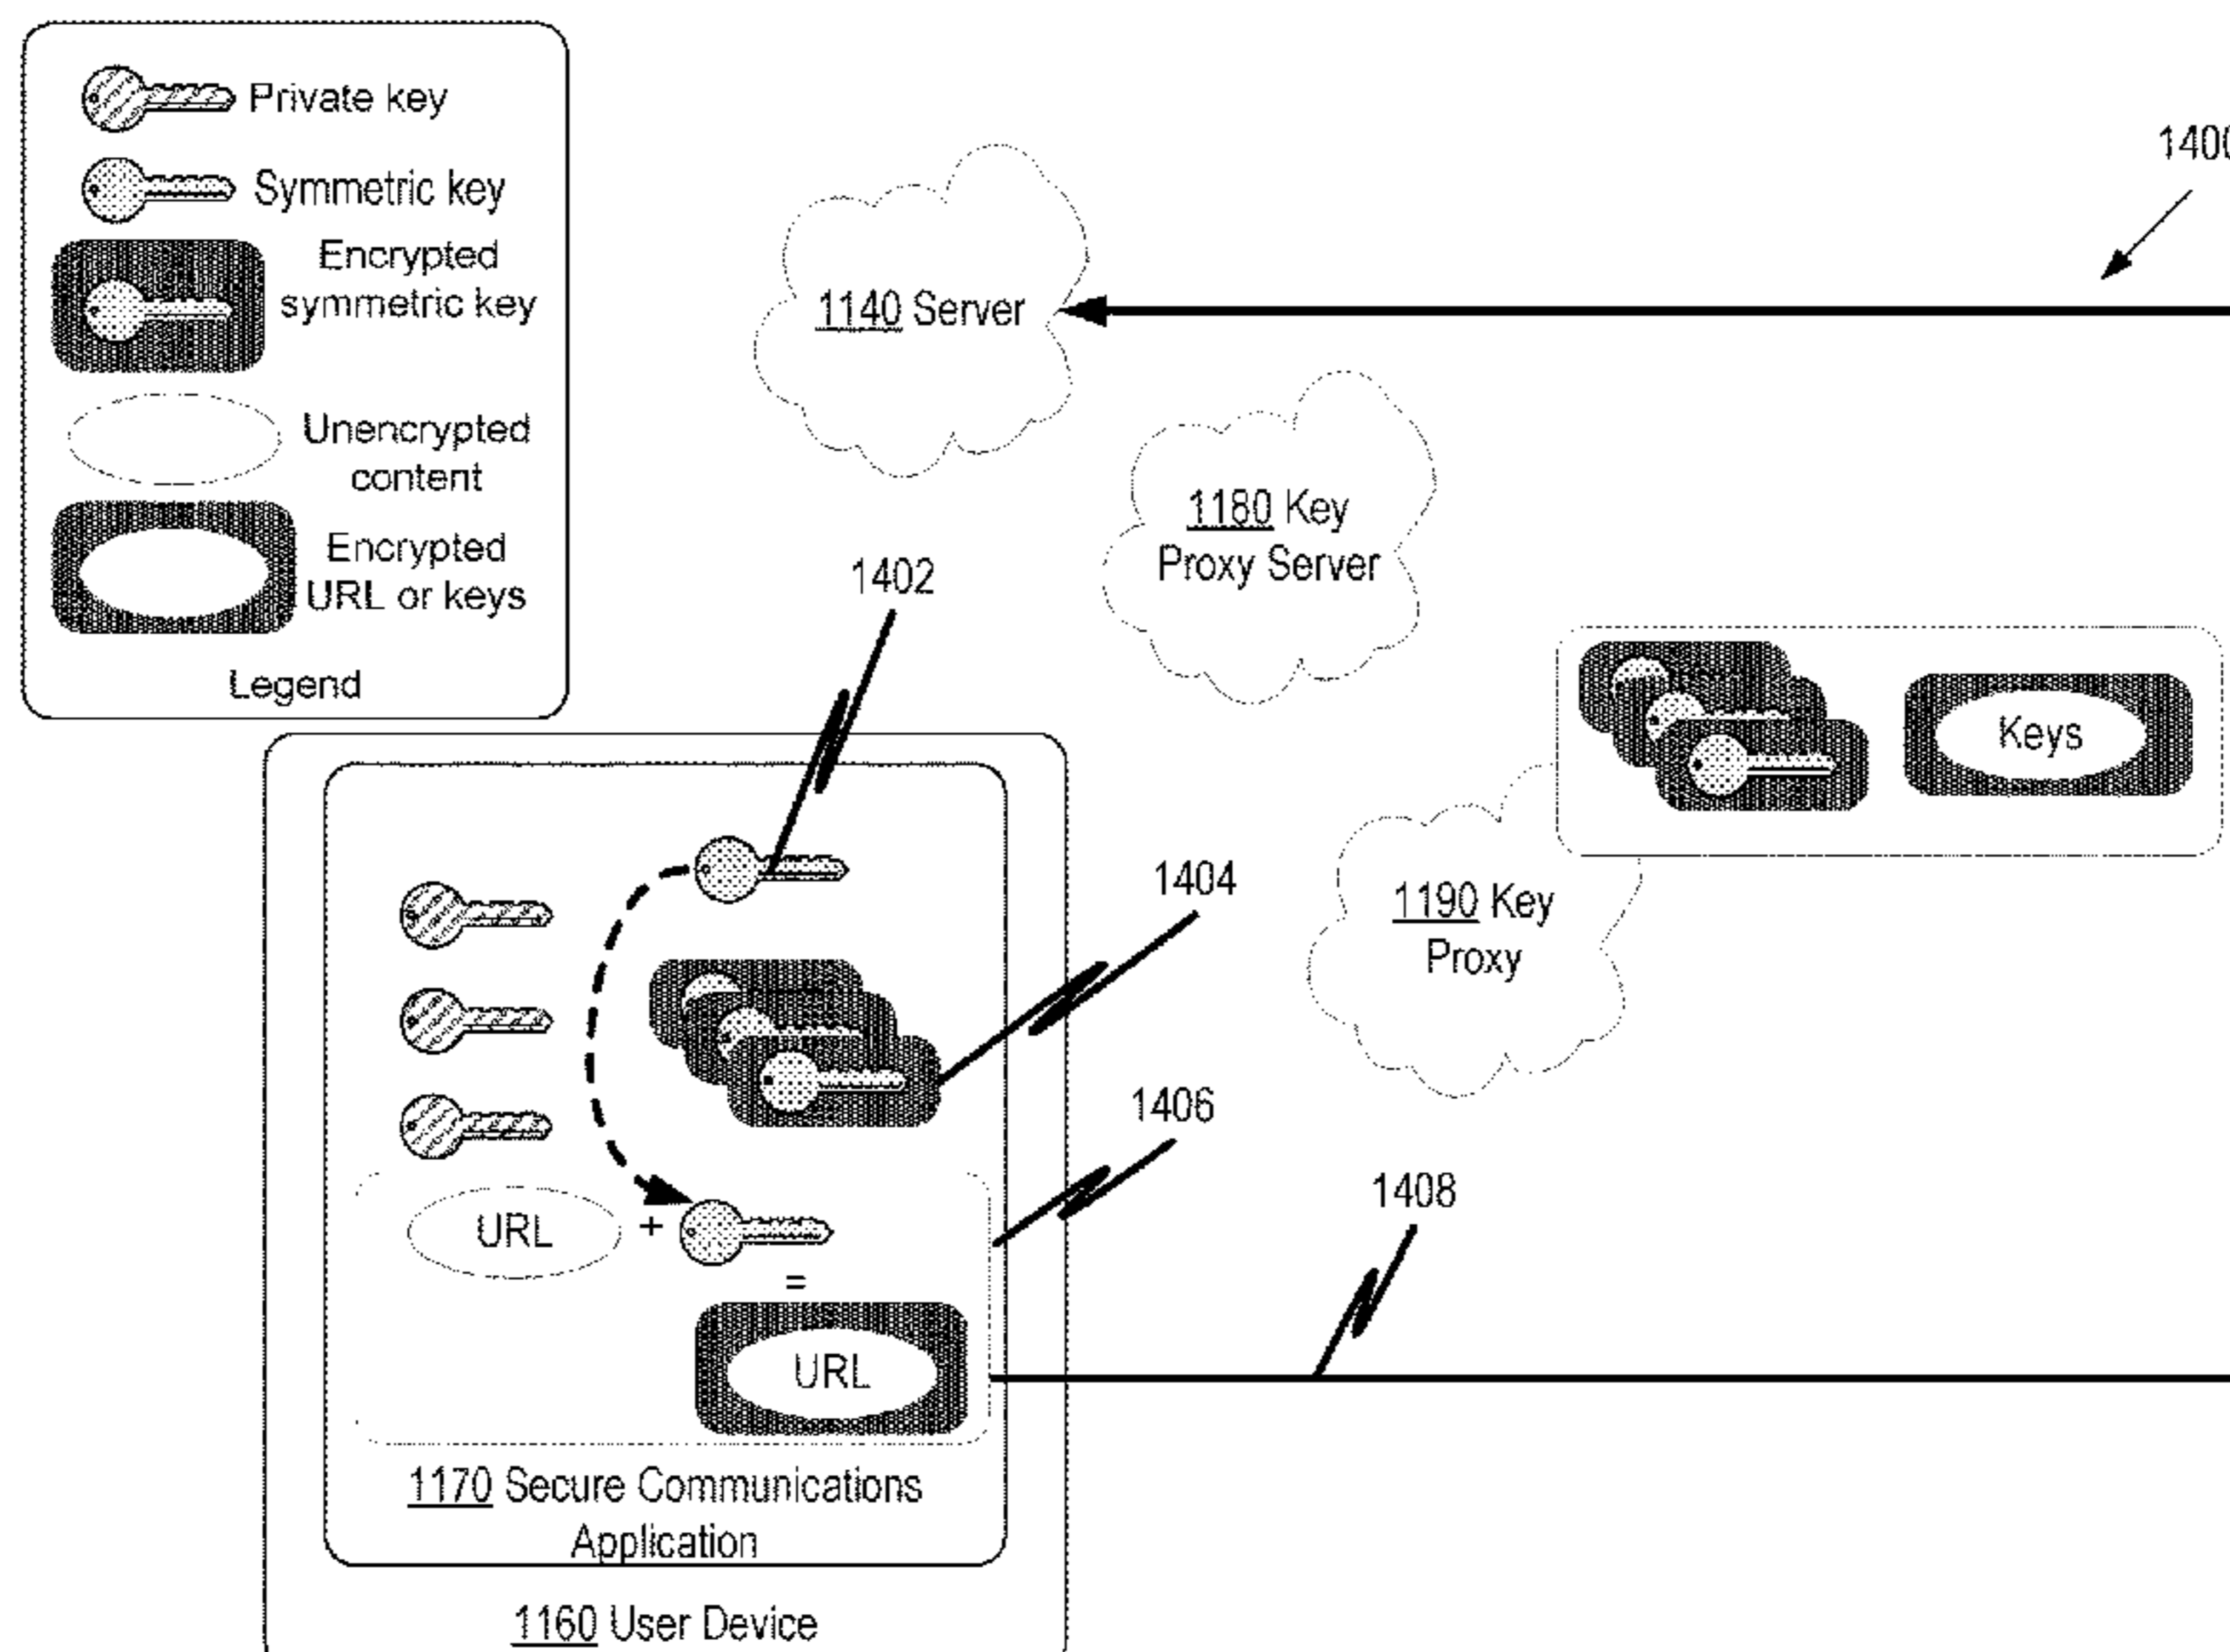 Private key
Symmetric key
Encrypted
symmetric key
Unencrypted
content
Encrypted
URL or keys
Legend
1400
1140 Server
1180 Key
Proxy Server
1402
Keys
1404
1190 Key
Proxy
1406
1408
URL
+
=
URL
1170 Secure Communications
Application
1160 User Device